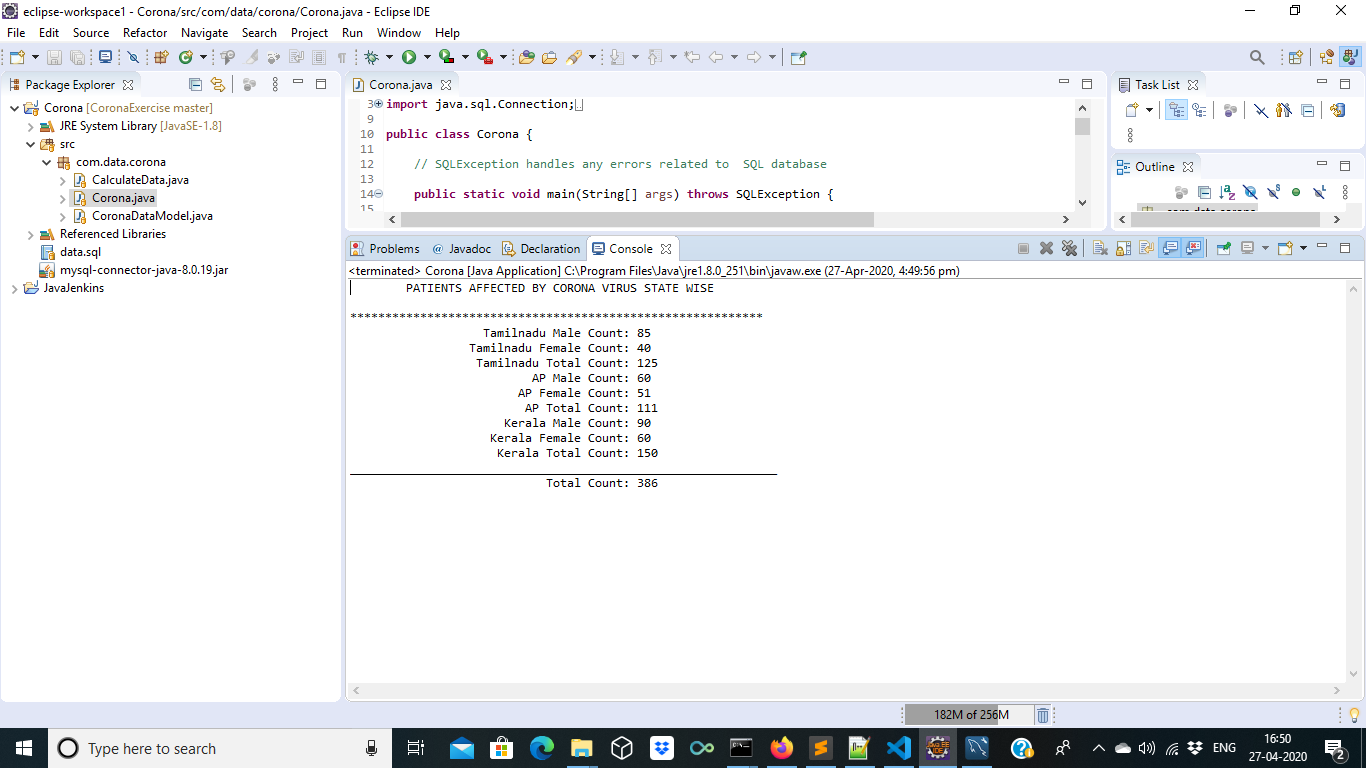 eclipse-workspace1 - Corona/src/com/data/corona/Corona.java - Eclipse IDE
File Edit Source Refactor Navigate Search Project Run Window Help
Package Explorer
Corona [CoronaExercise master]
JRE System Library [JavaSE-1.8]
src
com.data.corona
CalculateData.java
Corona.java
CoronaDataModel.java
Referenced Libraries
data.sql
mysql-connector-java-8.0.19.jar
JavaJenkins
Corona.java
3 import java.sql.Connection;
9
10 public class Corona {
11
12 // SQLException handles any errors related to  SQL database
13
14 public static void main(String[] args) throws SQLException {
15
Task List
Outline
com.data.corona
Problems @ Javadoc Declaration Console
<terminated> Corona [Java Application] C:\Program Files\Java\jre1.8.0_251\bin\javaw.exe (27-Apr-2020, 4:49:56 pm)
PATIENTS AFFECTED BY CORONA VIRUS STATE WISE
***********************************************************
Tamilnadu Male Count: 85
Tamilnadu Female Count: 40
Tamilnadu Total Count: 125
AP Male Count: 60
AP Female Count: 51
AP Total Count: 111
Kerala Male Count: 90
Kerala Female Count: 60
Kerala Total Count: 150
_____________________________________________________________
Total Count: 386
182M of 256M
Type here to search
ENG
16:50
27-04-2020
2